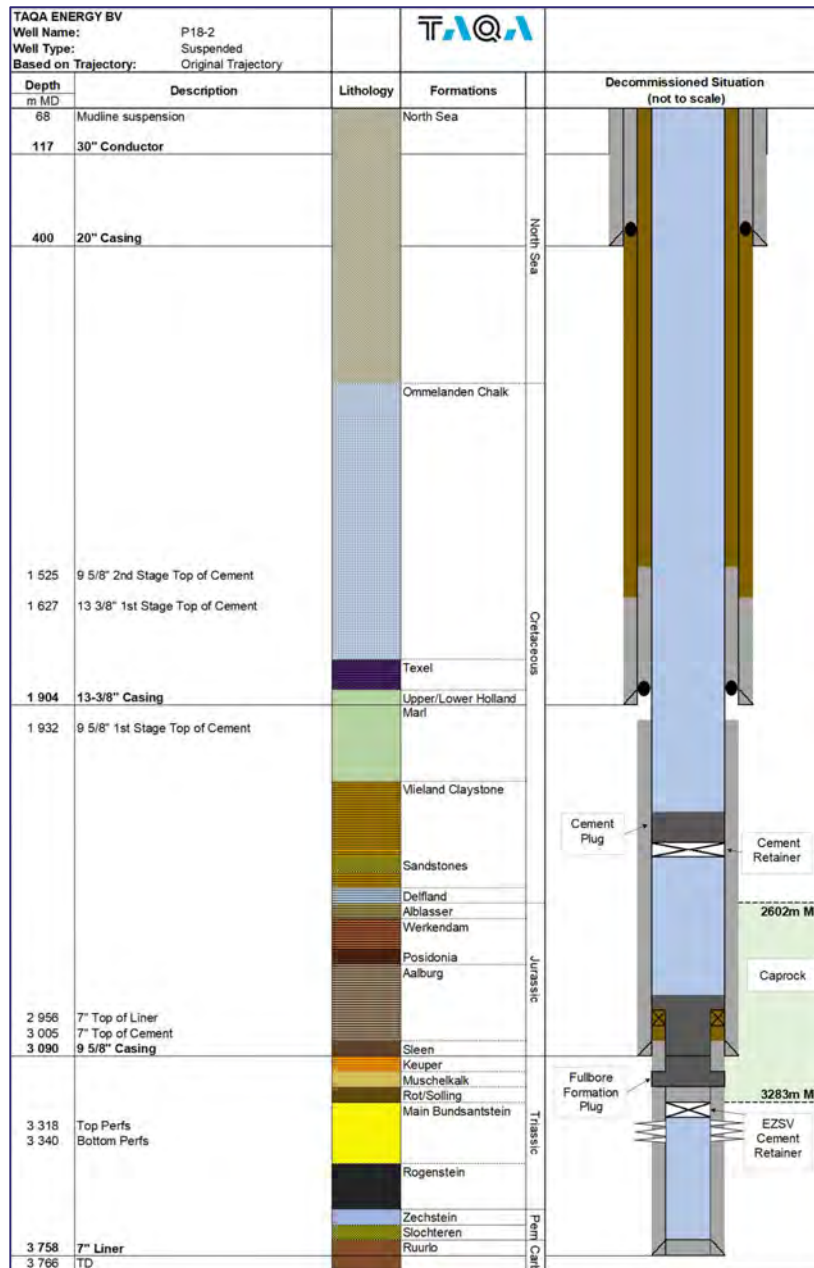 TAQA ENERGY BV
Well Name: P18-2
Well Type: Suspended
Based on Trajectory: Original Trajectory
TAQA
Depth
m MD
Description
Lithology
Formations
Decommissioned Situation
(not to scale)
68 Mudline suspension North Sea
117 30" Conductor
400 20" Casing
North Sea
Ommelanden Chalk
1 525 9 5/8" 2nd Stage Top of Cement
1 627 13 3/8" 1st Stage Top of Cement
Cretaceous
Texel
1 904 13-3/8" Casing Upper/Lower Holland
Marl
1 932 9 5/8" 1st Stage Top of Cement
Vlieland Claystone
Cement
Plug
Cement
Retainer
Sandstones
Delfland
Alblasser
2602m M
Werkendam
Posidonia
Jurassic
Aalburg
Caprock
2 956 7" Top of Liner
3 005 7" Top of Cement
3 090 9 5/8" Casing Sleen
Keuper
Muschelkalk
Fullbore
Formation
Plug
Rot/Solling
3283m M
Main Bundsantstein
3 318 Top Perfs
3 340 Bottom Perfs
Triassic
EZSV
Cement
Retainer
Rogenstein
Zechstein
Slochteren
Perm
Cart
3 758 7" Liner Ruurlo
3 766 TD